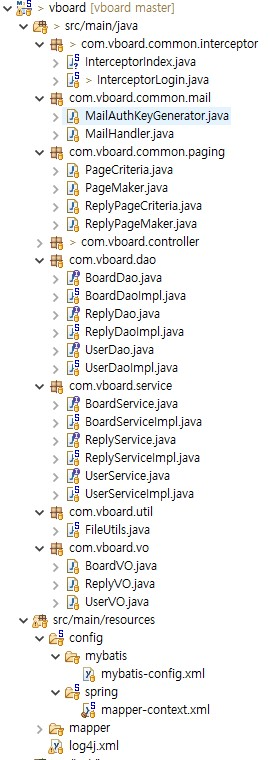 > vboard [vboard master]
> src/main/java
> com.vboard.common.interceptor
InterceptorIndex.java
> InterceptorLogin.java
com.vboard.common.mail
MailAuthKeyGenerator.java
MailHandler.java
com.vboard.common.paging
PageCriteria.java
PageMaker.java
ReplyPageCriteria.java
ReplyPageMaker.java
> com.vboard.controller
com.vboard.dao
BoardDao.java
BoardDaoImpl.java
ReplyDao.java
ReplyDaoImpl.java
UserDao.java
UserDaoImpl.java
com.vboard.service
BoardService.java
BoardServiceImpl.java
ReplyService.java
ReplyServiceImpl.java
UserService.java
UserServiceImpl.java
com.vboard.util
FileUtils.java
com.vboard.vo
BoardVO.java
ReplyVO.java
UserVO.java
src/main/resources
config
mybatis
mybatis-config.xml
spring
mapper-context.xml
mapper
log4j.xml